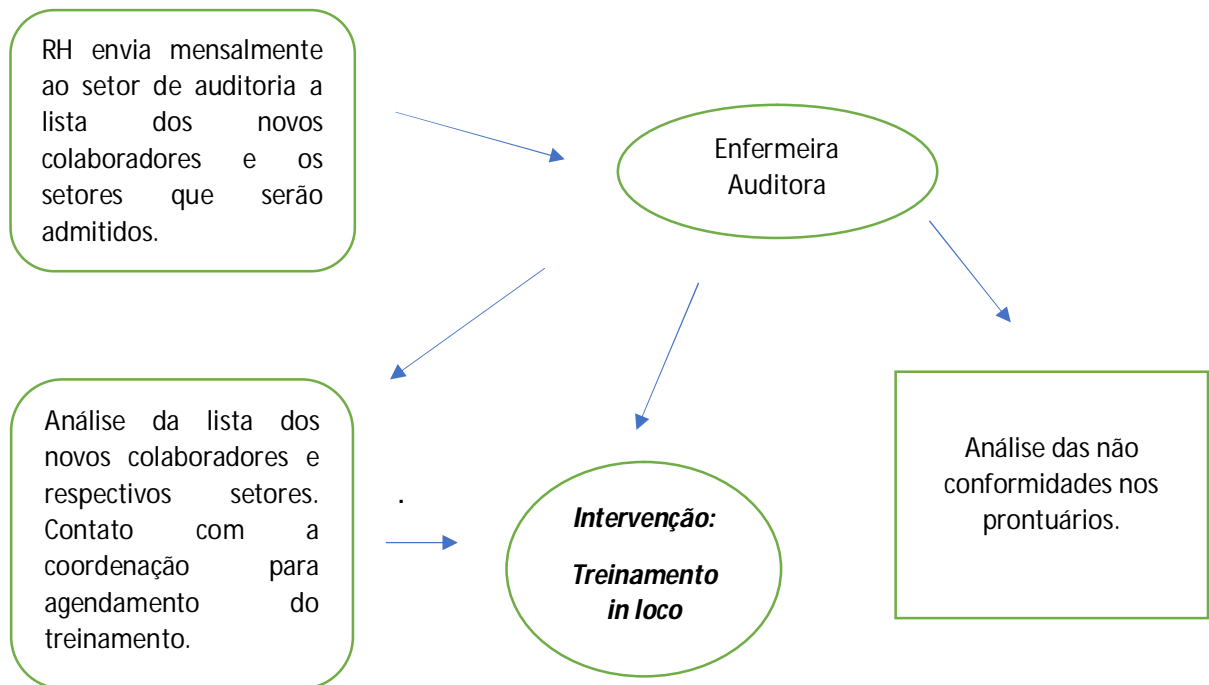 RH envia mensalmente
ao setor de auditoria a
lista dos novos
colaboradores e os
setores que serão
admitidos.
Enfermeira
Auditora
Análise da lista dos
novos colaboradores e
respectivos setores.
Contato com a
coordenação para
agendamento do
treinamento.
.
Intervenção:
Treinamento
in loco
Análise das não
conformidades nos
prontuários.